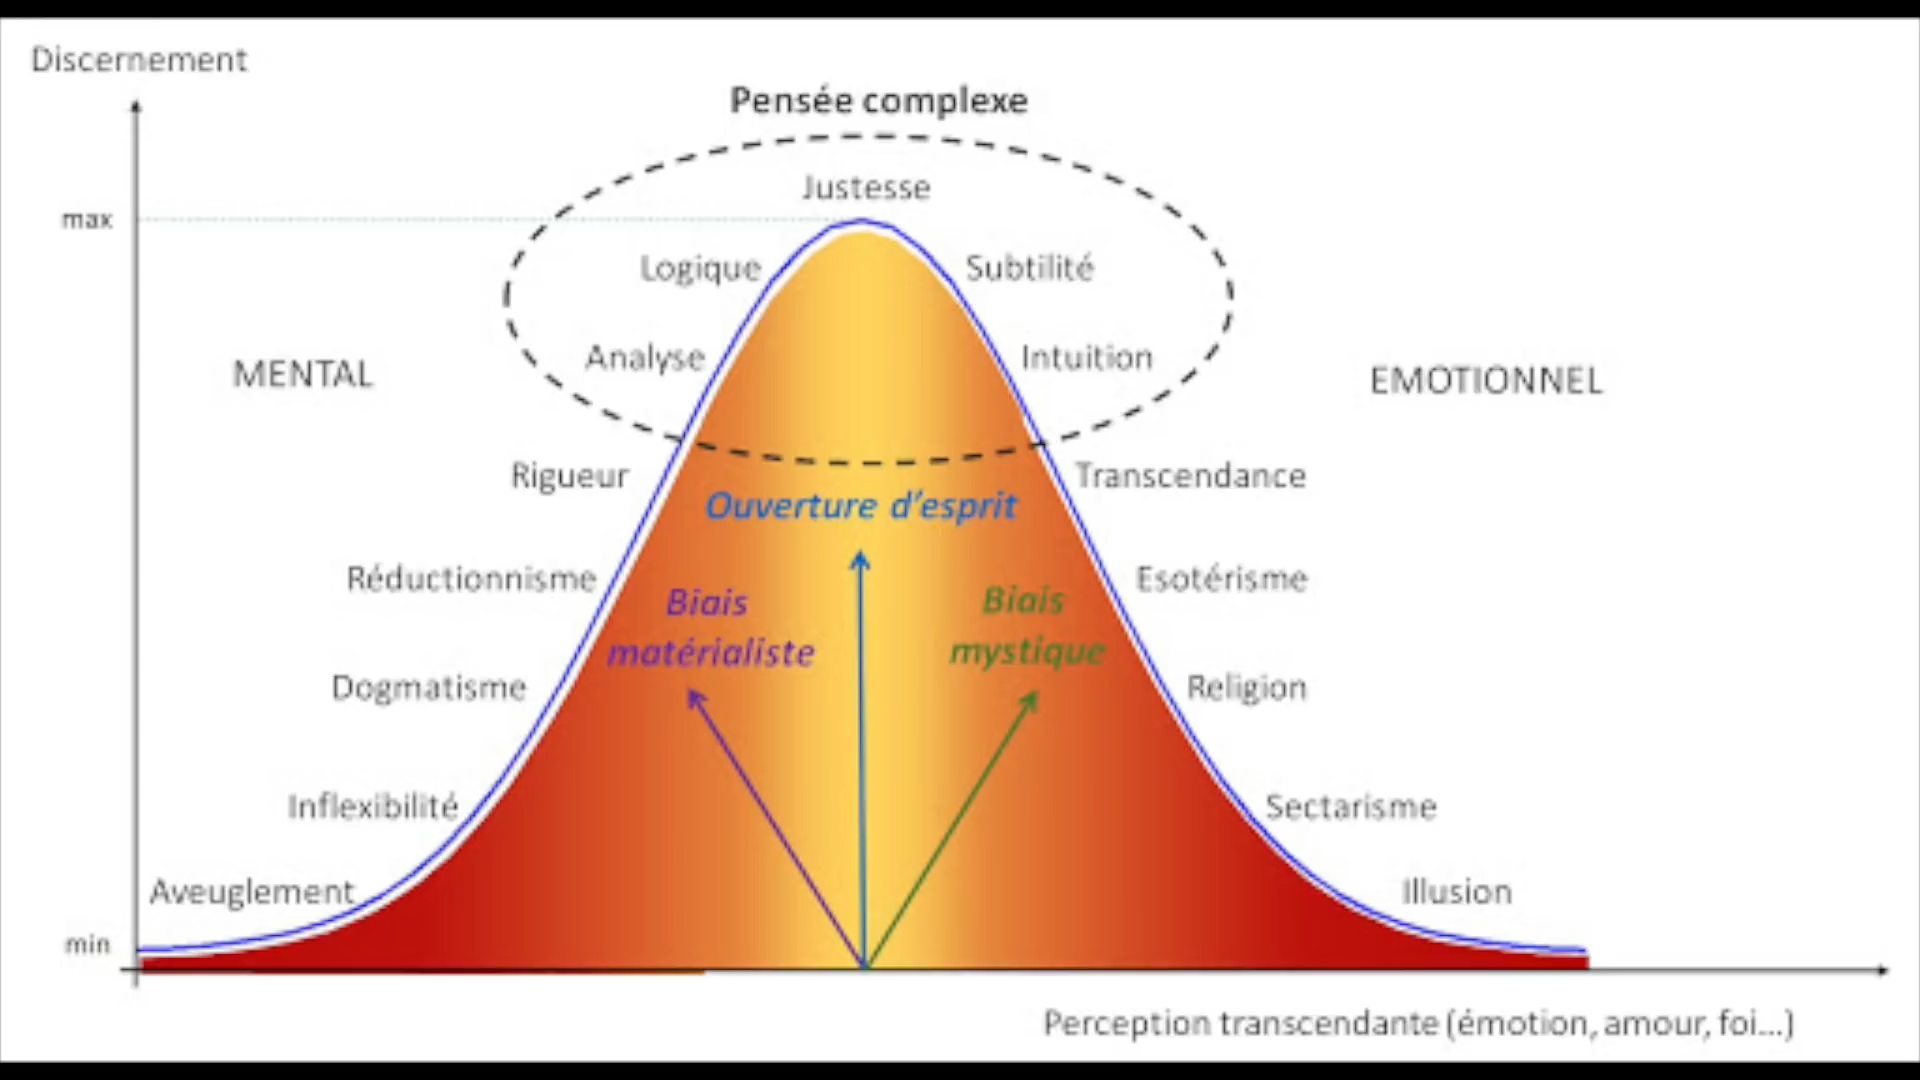 Discernement
Pensée complexe
Justesse
max
Logique
Subtilité
Analyse
Intuition
MENTAL
EMOTIONNEL
Rigueur
Transcendance
Ouverture d'esprit
Réductionnisme
Esotérisme
Biais
matérialiste
Biais
mystique
Dogmatisme
Religion
Inflexibilité
Sectarisme
Aveuglement
Illusion
min
Perception transcendante (émotion, amour, foi...)